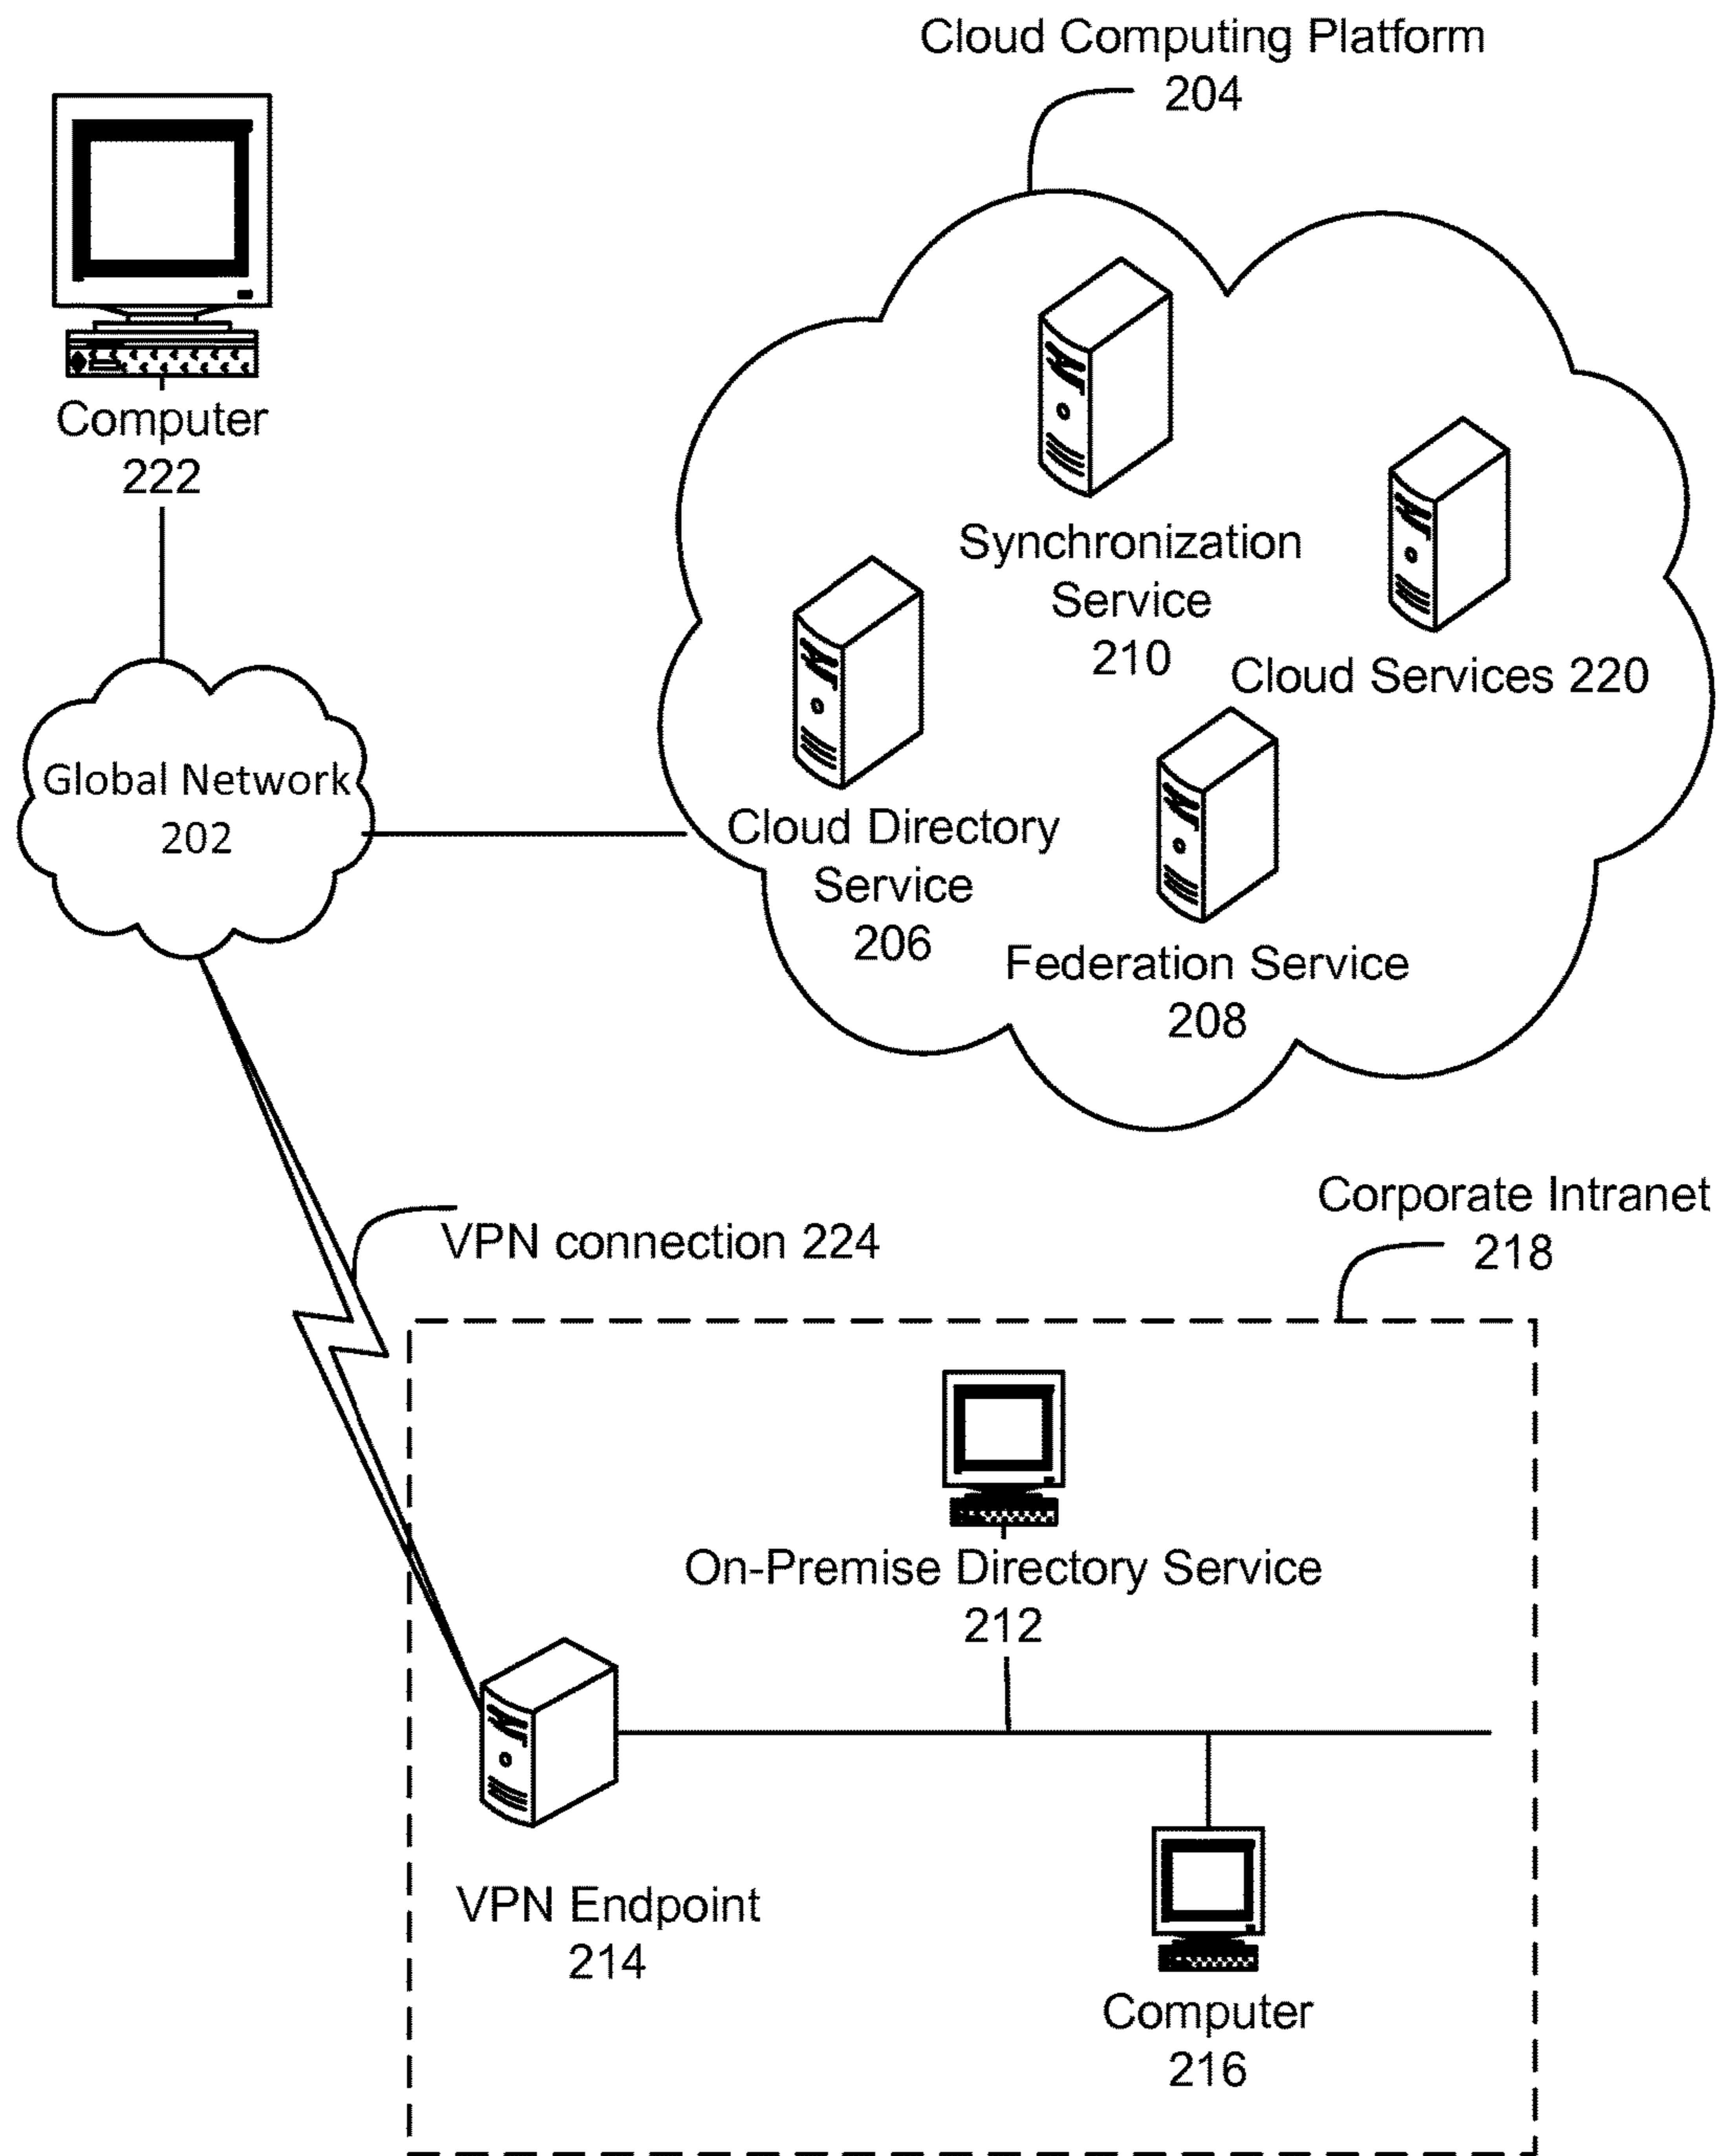 Cloud Computing Platform
204
Computer
222
Synchronization
Service
210
Cloud Services 220
Global Network
202
Cloud Directory
Service
206
Federation Service
208
Corporate Intranet
218
VPN connection 224
On-Premise Directory Service
212
VPN Endpoint
214
Computer
216